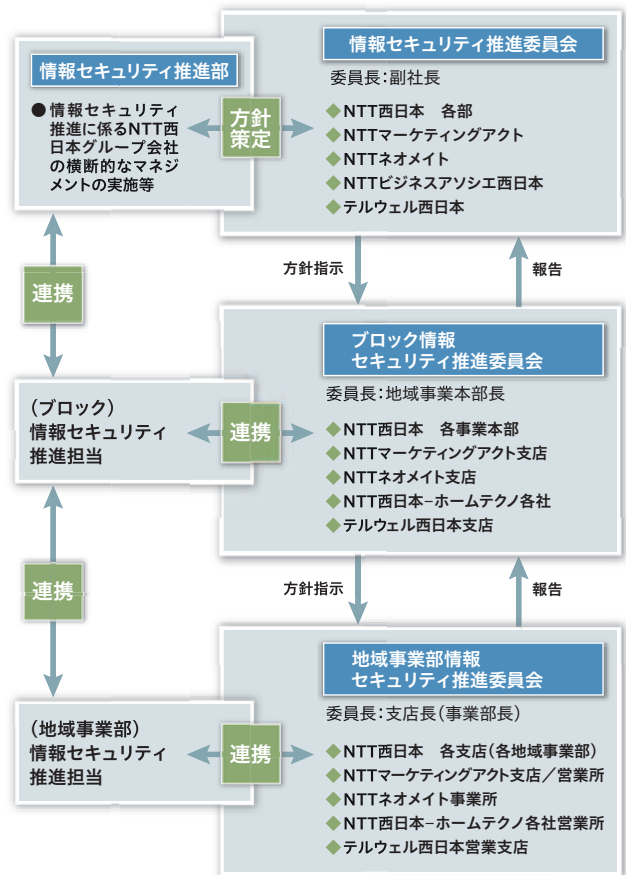 情報セキュリティ推進部
●情報セキュリティ
推進に係るNTT西
日本グループ会社
の横断的なマネジ
メントの実施等
方針
策定
情報セキュリティ推進委員会
委員長：副社長
◆NTT西日本　各部
◆NTTマーケティングアクト
◆NTTネオメイト
◆NTTビジネスアソシエ西日本
◆テルウェル西日本
連携
方針指示
報告
(ブロック)
情報セキュリティ
推進担当
連携
ブロック情報
セキュリティ推進委員会
委員長：地域事業本部長
◆NTT西日本　各事業本部
◆NTTマーケティングアクト支店
◆NTTネオメイト支店
◆NTT西日本−ホームテクノ各社
◆テルウェル西日本支店
連携
方針指示
報告
(地域事業部)
情報セキュリティ
推進担当
連携
地域事業部情報
セキュリティ推進委員会
委員長：支店長(事業部長)
◆NTT西日本　各支店(各地域事業部)
◆NTTマーケティングアクト支店／営業所
◆NTTネオメイト事業所
◆NTT西日本−ホームテクノ各社営業所
◆テルウェル西日本営業支店